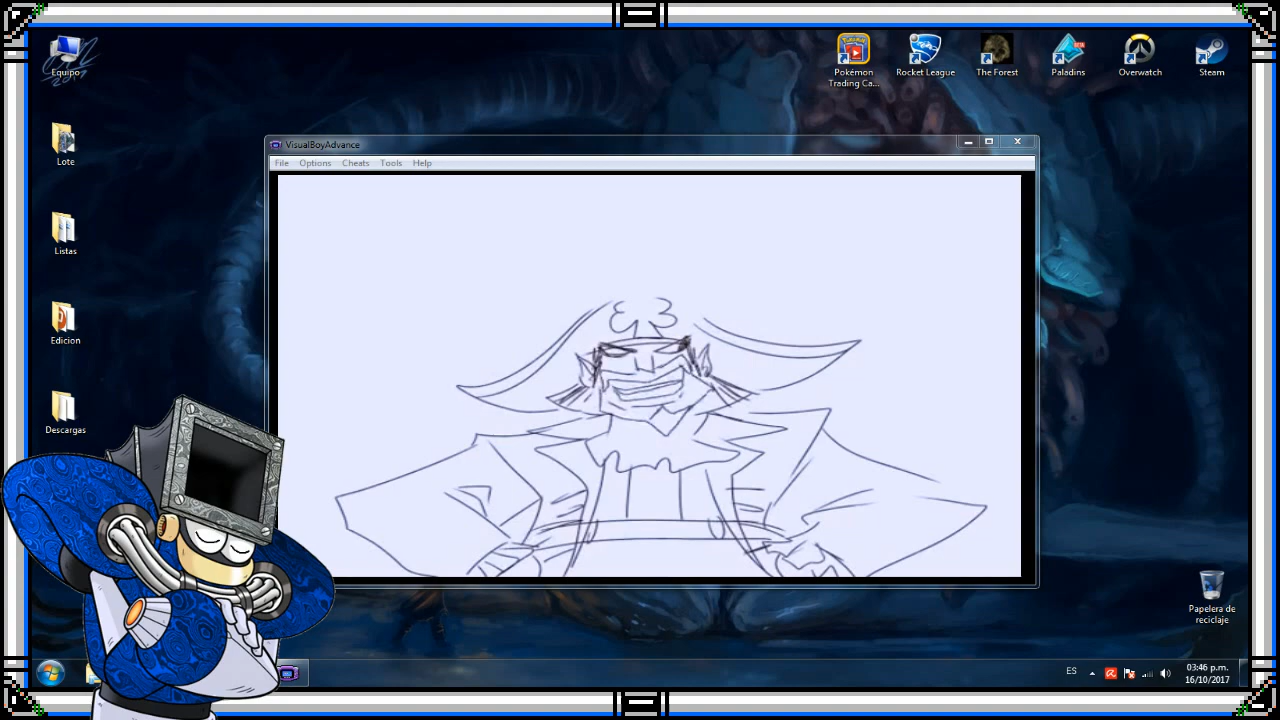 Equipo
Pokémon
Trading Ca...
Rocket League
The Forest
Paladins
Overwatch
Steam
Lote
Listas
Edicion
Descargas
VisualBoyAdvance
File Options Cheats Tools Help
Papelera de
reciclaje
ES
03:46 p.m.
16/10/2017